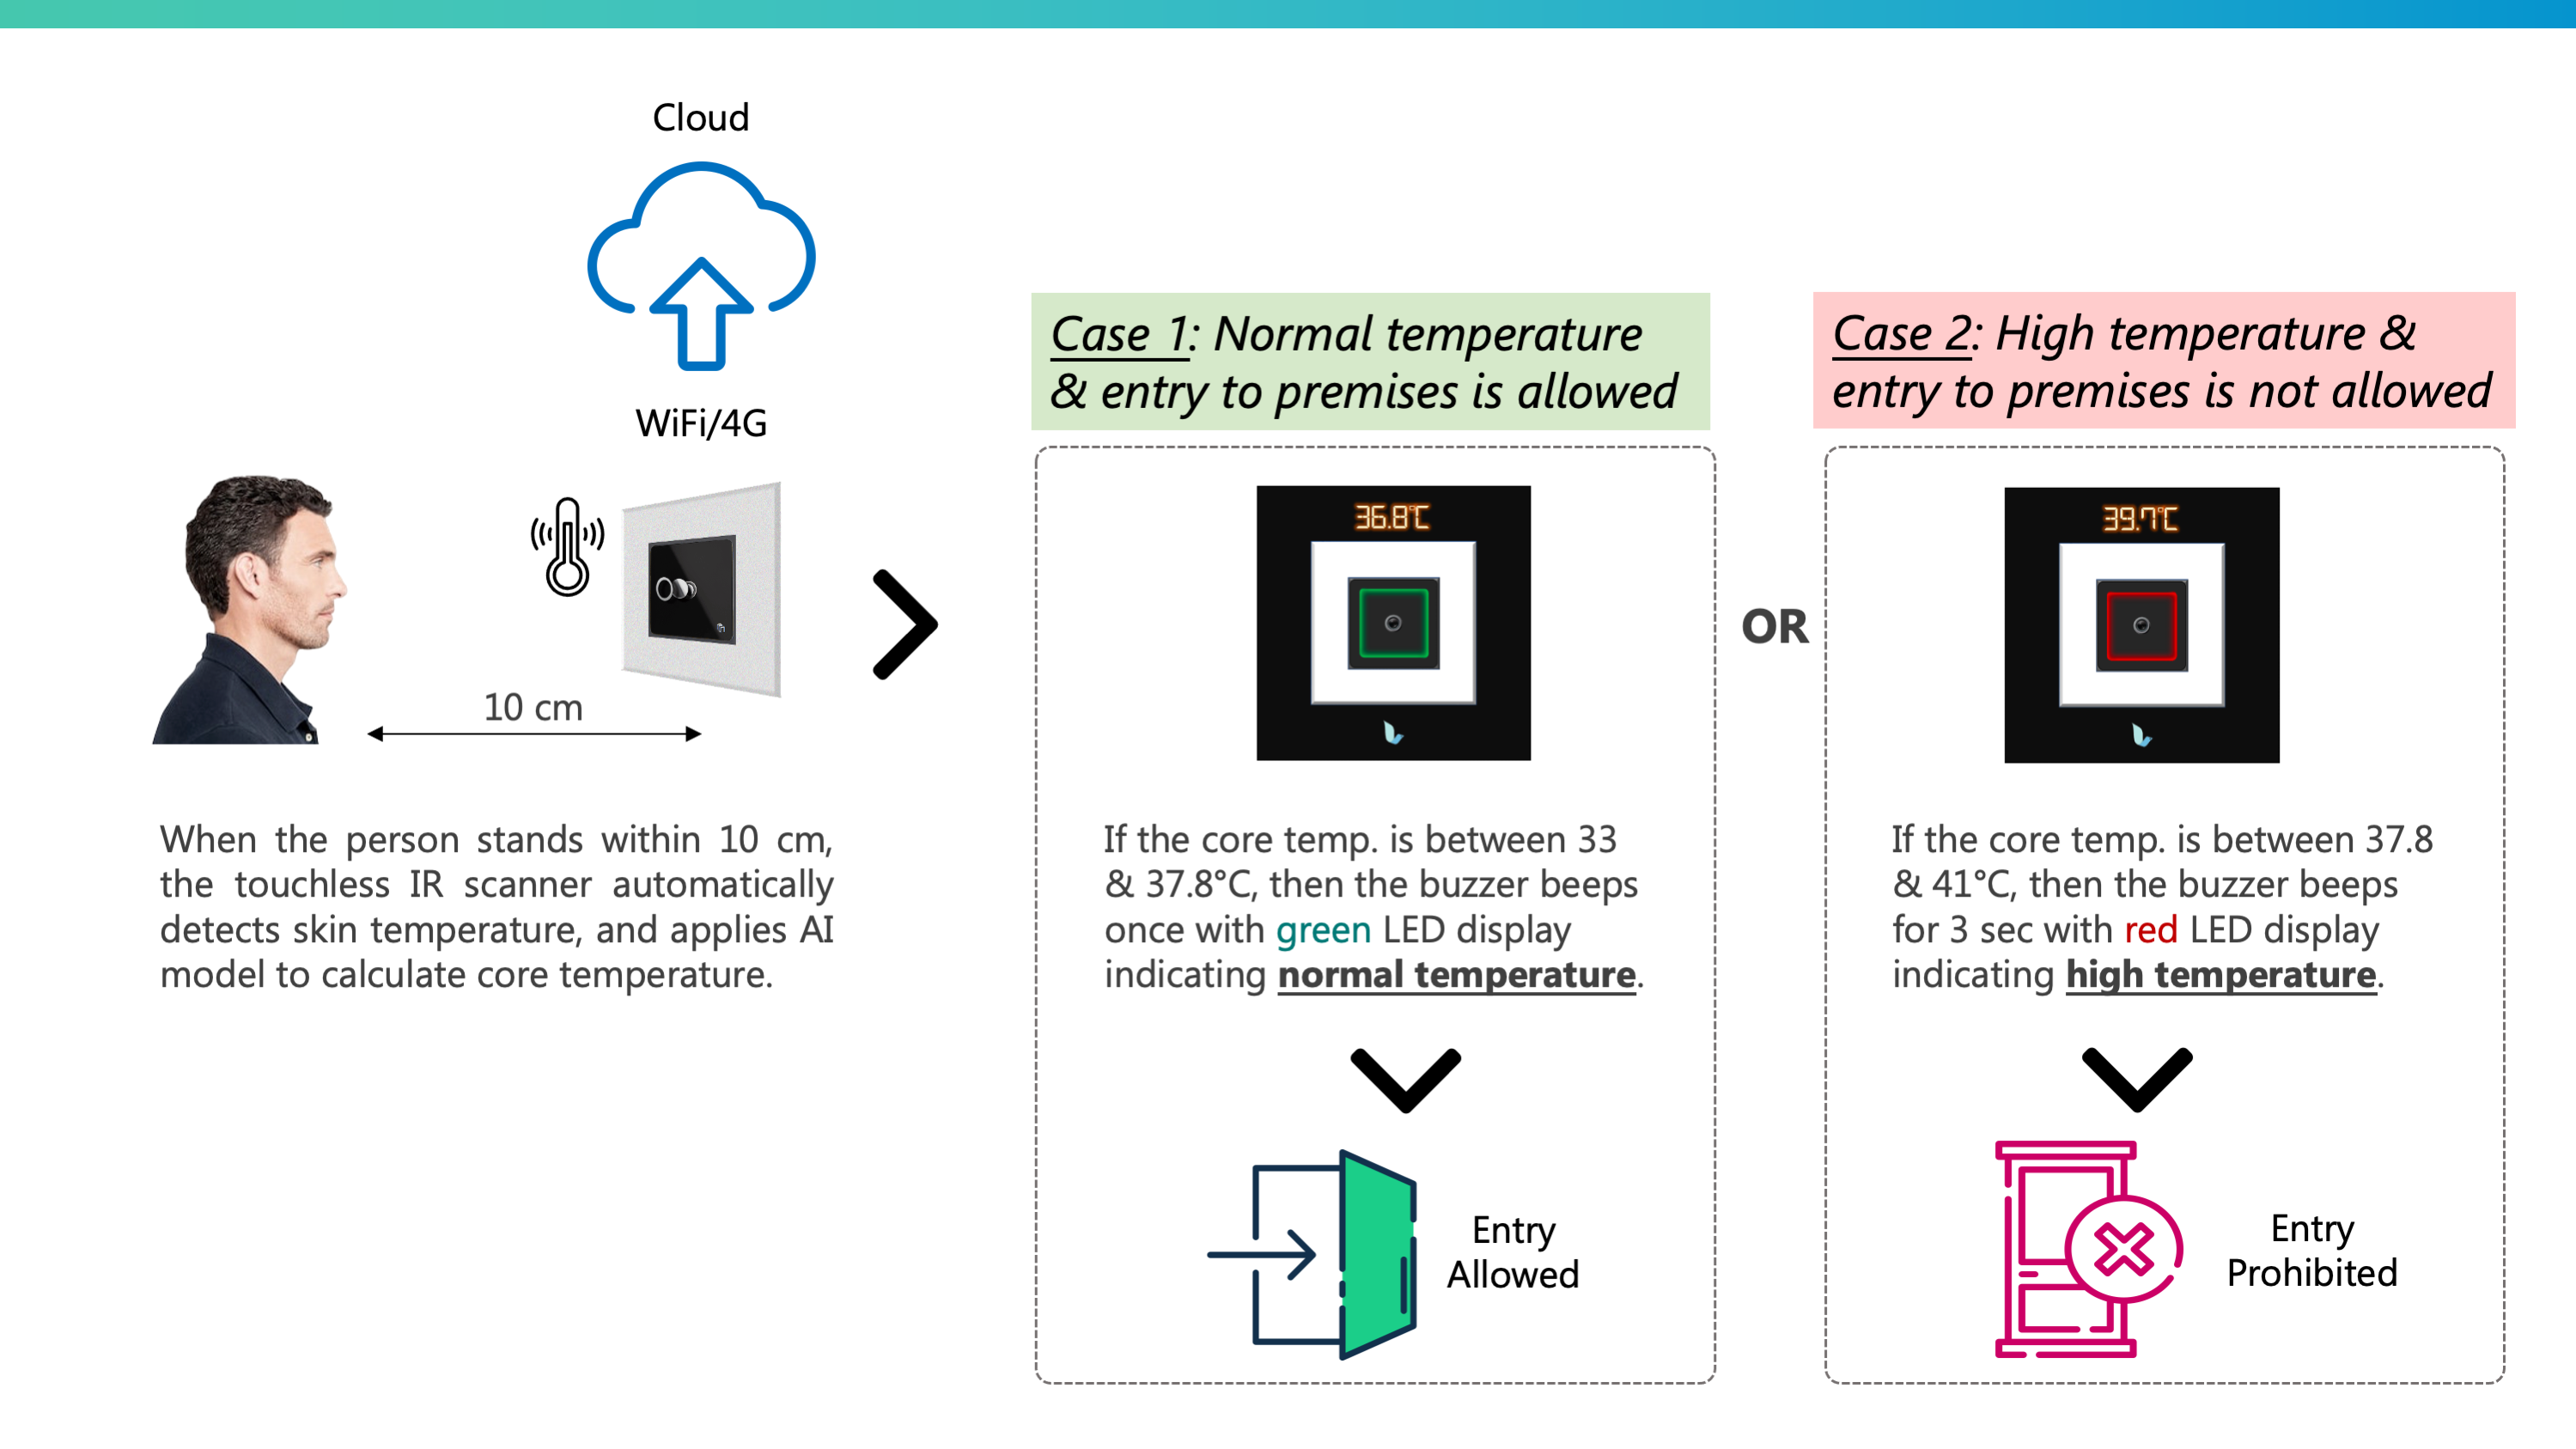 Cloud
WiFi/4G
10 cm
When the person stands within 10 cm,
the touchless IR scanner automatically
detects skin temperature, and applies AI
model to calculate core temperature.
Case 1: Normal temperature
& entry to premises is allowed
36.8°C
If the core temp. is between 33
& 37.8°C, then the buzzer beeps
once with green LED display
indicating normal temperature.
Entry
Allowed
OR
Case 2: High temperature &
entry to premises is not allowed
39.7°C
If the core temp. is between 37.8
& 41°C, then the buzzer beeps
for 3 sec with red LED display
indicating high temperature.
Entry
Prohibited